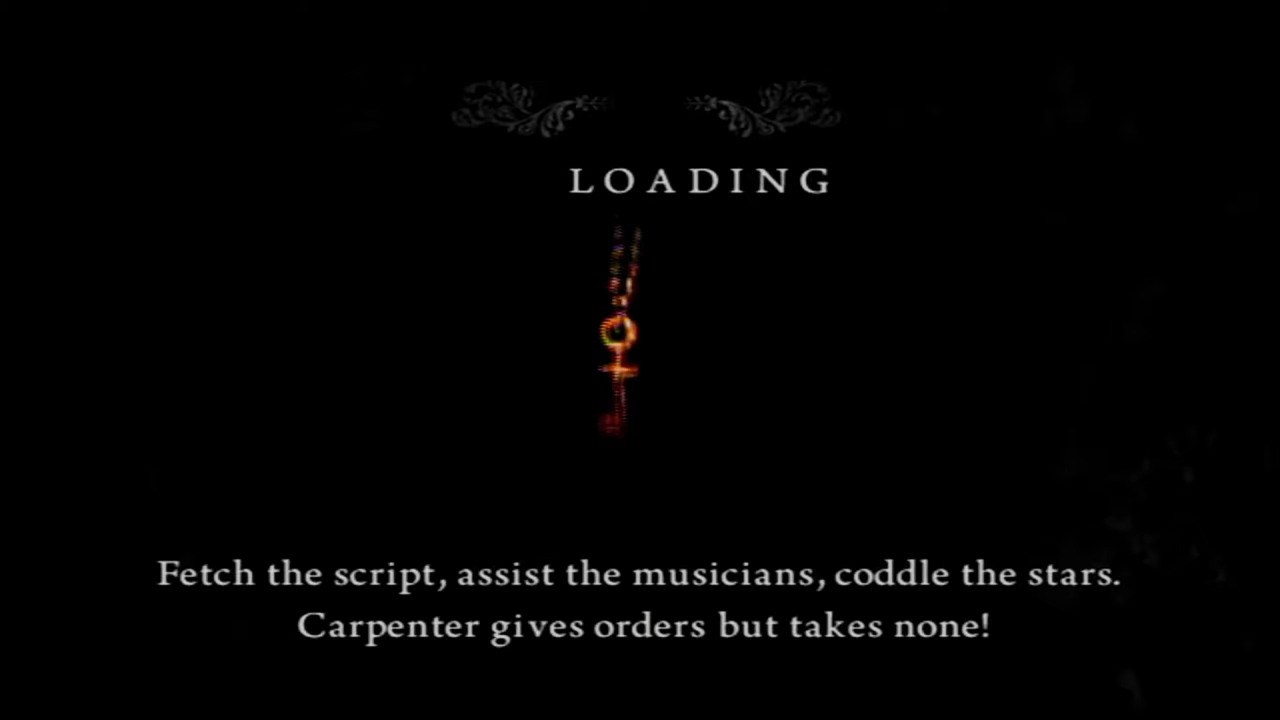 LOADING
Fetch the script, assist the musicians, coddle the stars.
Carpenter gives orders but takes none!